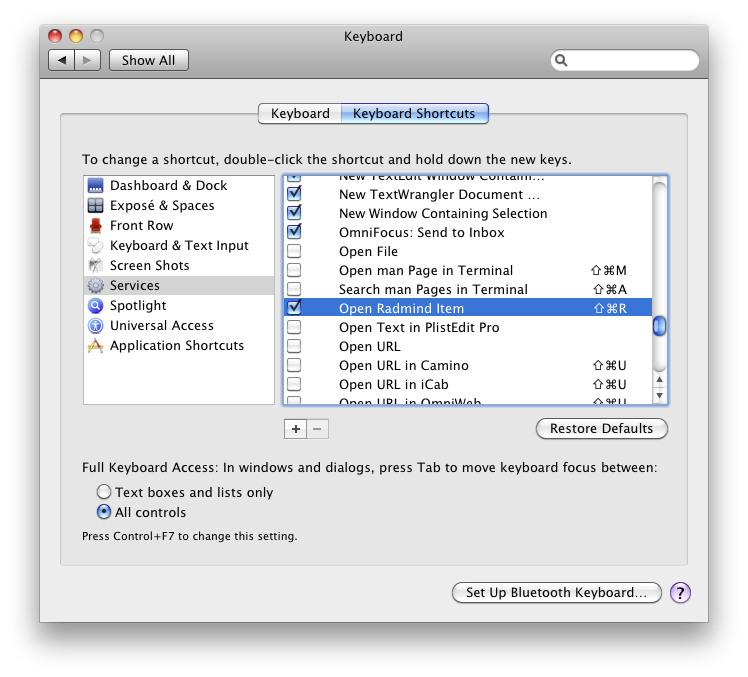 Keyboard
Show All
Keyboard
Keyboard Shortcuts
To change a shortcut, double-click the shortcut and hold down the new keys.
Dashboard & Dock
Exposé & Spaces
Front Row
Keyboard & Text Input
Screen Shots
Services
Spotlight
Universal Access
Application Shortcuts
New TextEdit Window Containi...
New TextWrangler Document ...
New Window Containing Selection
OmniFocus: Send to Inbox
Open File
Open man Page in Terminal ⇧⌘M
Search man Pages in Terminal ⇧⌘A
Open Radmind Item ⇧⌘R
Open Text in PlistEdit Pro
Open URL
Open URL in Camino ⇧⌘U
Open URL in iCab ⇧⌘U
Open URL in OmniWeb ⇧⌘U
+ −
Restore Defaults
Full Keyboard Access: In windows and dialogs, press Tab to move keyboard focus between:
Text boxes and lists only
All controls
Press Control+F7 to change this setting.
Set Up Bluetooth Keyboard...
?